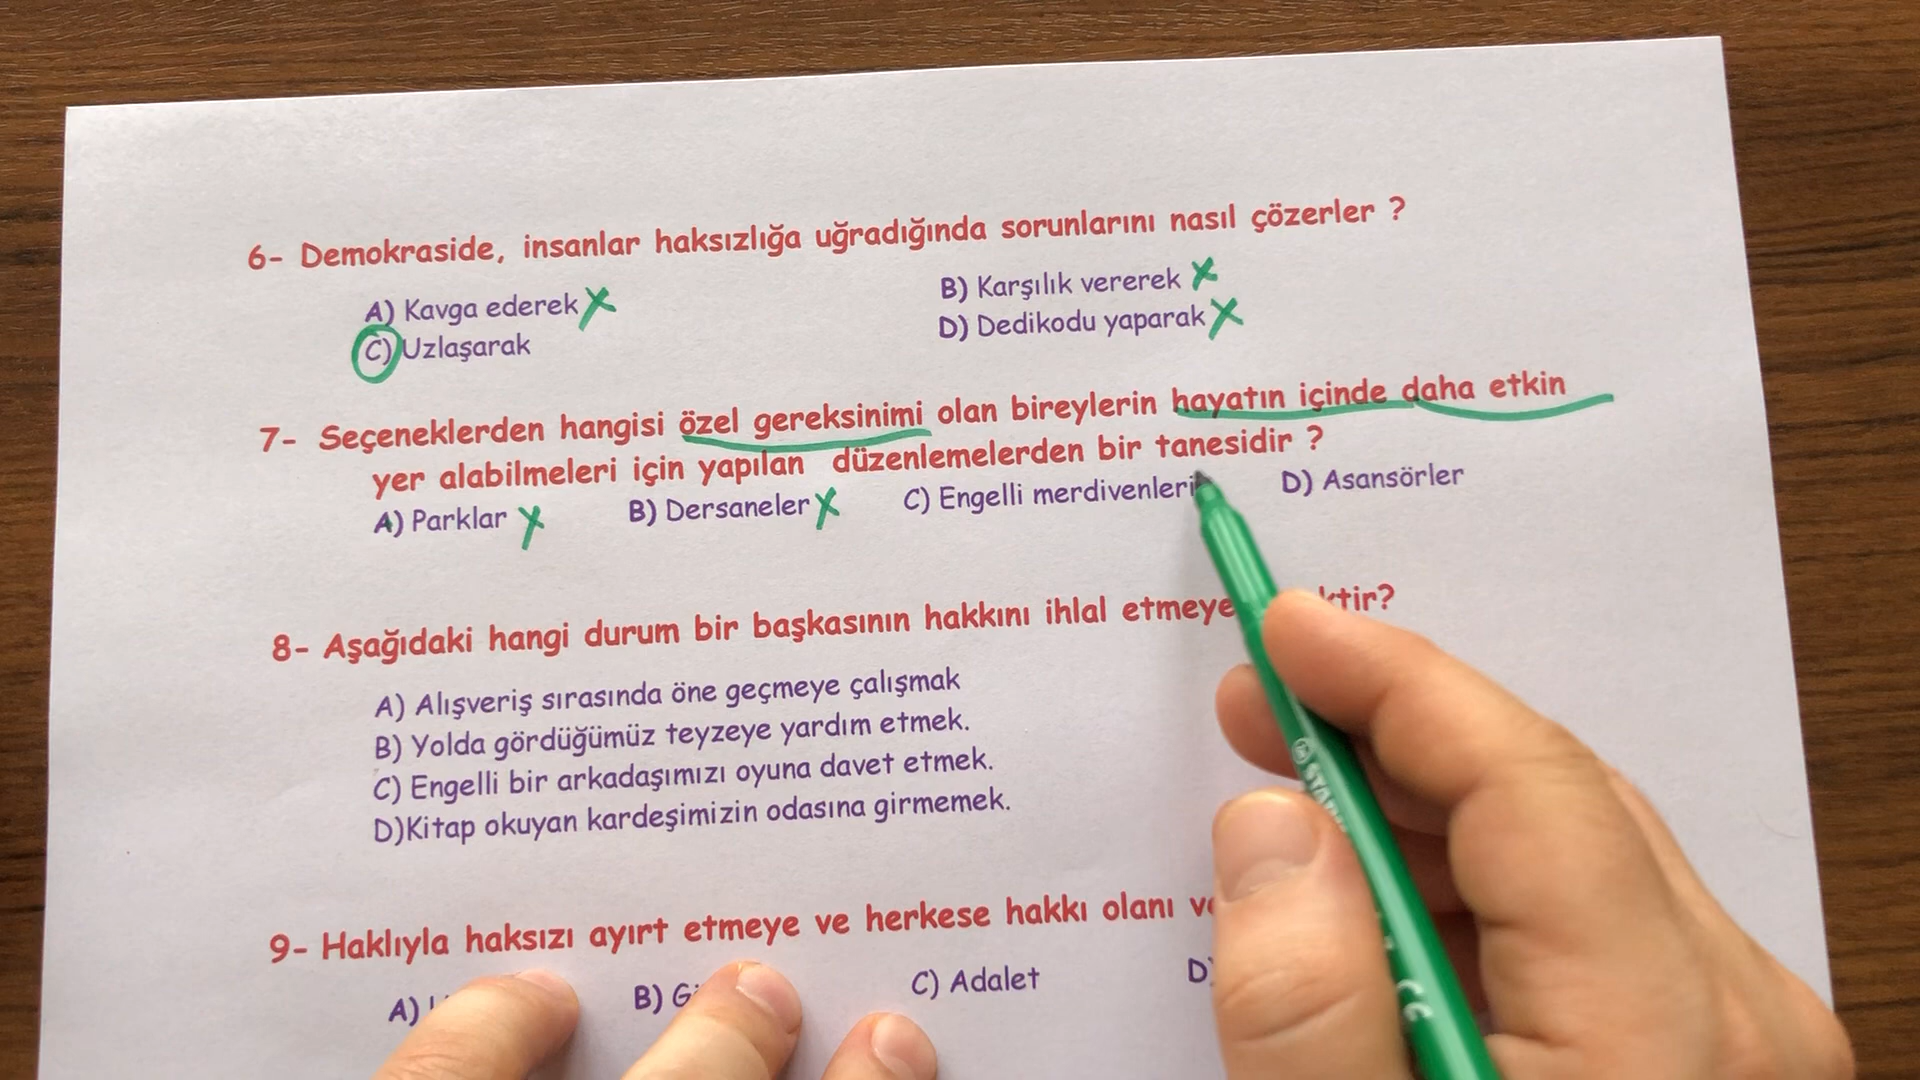 6- Demokraside, insanlar haksızlığa uğradığında sorunlarını nasıl çözerler ?
A) Kavga ederek
B) Karşılık vererek
C) Uzlaşarak
D) Dedikodu yaparak
7- Seçeneklerden hangisi özel gereksinimi olan bireylerin hayatın içinde daha etkin
yer alabilmeleri için yapılan düzenlemelerden bir tanesidir ?
A) Parklar
B) Dersaneler
C) Engelli merdivenleri
D) Asansörler
8- Aşağıdaki hangi durum bir başkasının hakkını ihlal
A) Alışveriş sırasında öne geçmeye çalışmak
B) Yolda gördüğümüz teyzeye yardım etmek.
C) Engelli bir arkadaşımızı oyuna davet etmek.
D)Kitap okuyan kardeşimizin odasına girmemek.
9- Haklıyla haksızı ayırt etmeye ve herkese hakkı olanı
A)
B)
C) Adalet
D)